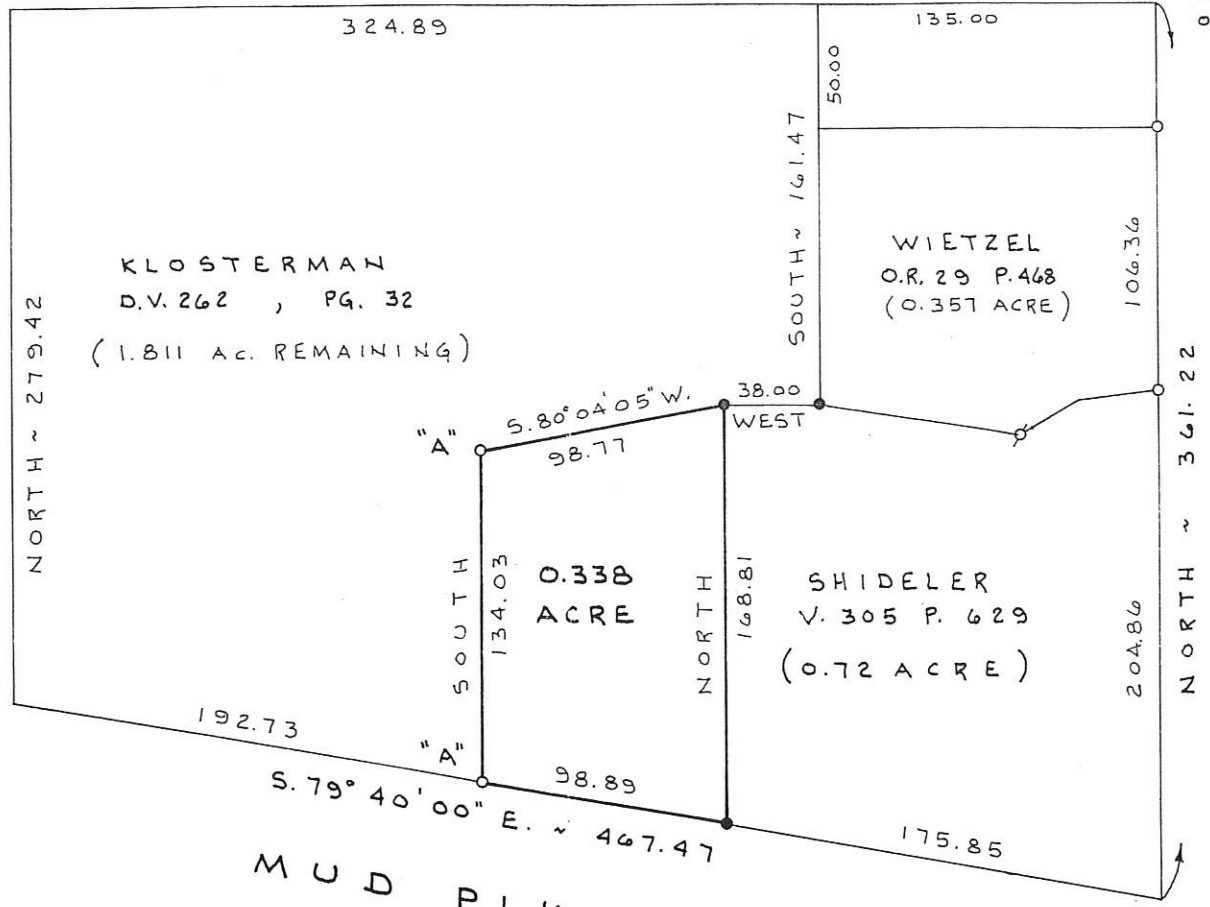 324.89
135.00
50.00
SOUTH ~ 161.47
WIETZEL
O.R. 29 P. 468
(0.357 ACRE)
106.36
KLOSTERMAN
D.V. 262 , PG. 32
(1.811 AC. REMAINING)
NORTH ~ 279.42
NORTH ~ 361.22
38.00
WEST
S. 80° 04' 05" W.
98.77
"A"
SOUTH
134.03
0.338
ACRE
NORTH
168.81
SHIDELER
V. 305 P. 629
(0.72 ACRE)
204.86
192.73
"A"
98.89
S. 79° 40' 00" E. ~ 467.47
175.85
MUD